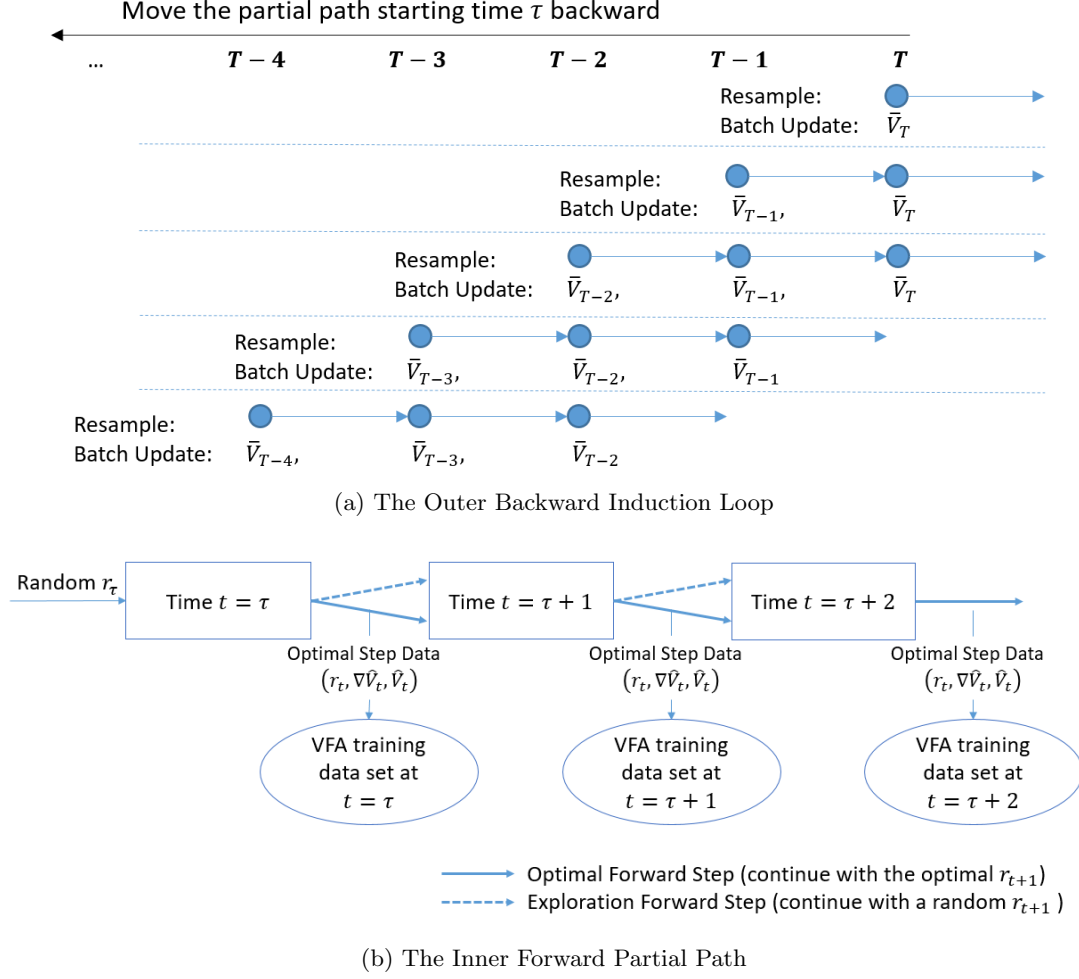 Move the partial path starting time τ backward
... T − 4 T − 3 T − 2 T − 1 T
Resample:
Batch Update: V̄_T
Resample:
Batch Update: V̄_{T−1}, V̄_T
Resample:
Batch Update: V̄_{T−2}, V̄_{T−1}, V̄_T
Resample:
Batch Update: V̄_{T−3}, V̄_{T−2}, V̄_{T−1}
Resample:
Batch Update: V̄_{T−4}, V̄_{T−3}, V̄_{T−2}
(a) The Outer Backward Induction Loop
Random r_τ
Time t = τ
Time t = τ + 1
Time t = τ + 2
Optimal Step Data
(r_t, ∇V̂_t, V̂_t)
Optimal Step Data
(r_t, ∇V̂_t, V̂_t)
Optimal Step Data
(r_t, ∇V̂_t, V̂_t)
VFA training
data set at
t = τ
VFA training
data set at
t = τ + 1
VFA training
data set at
t = τ + 2
Optimal Forward Step (continue with the optimal r_{t+1})
Exploration Forward Step (continue with a random r_{t+1} )
(b) The Inner Forward Partial Path